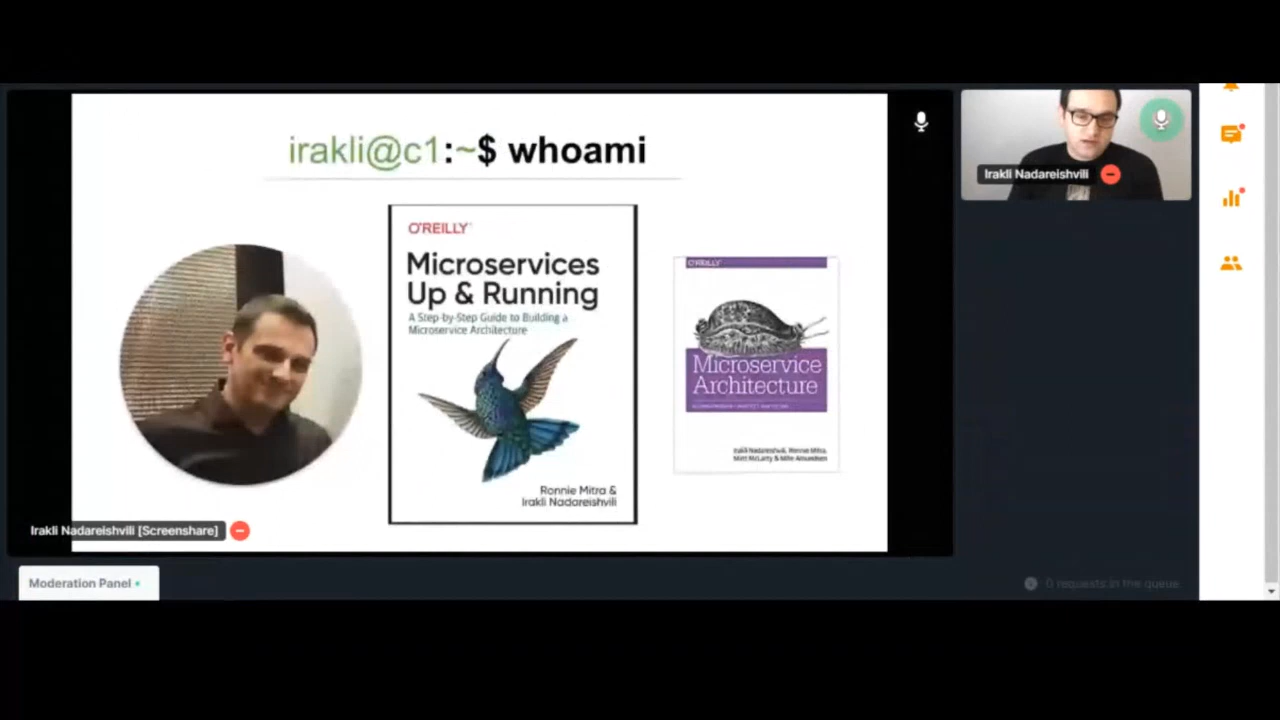 irakli@c1:~$ whoami
O'REILLY
Microservices
Up & Running
A Step-by-Step Guide to Building a
Microservice Architecture
Ronnie Mitra &
Irakli Nadareishvili
O'REILLY
Microservice
Architecture
Irakli Nadareishvili, Ronnie Mitra,
Matt McLarty & Mike Amundsen
Irakli Nadareishvili [Screenshare]
Irakli Nadareishvili
Moderation Panel
0 requests in the queue